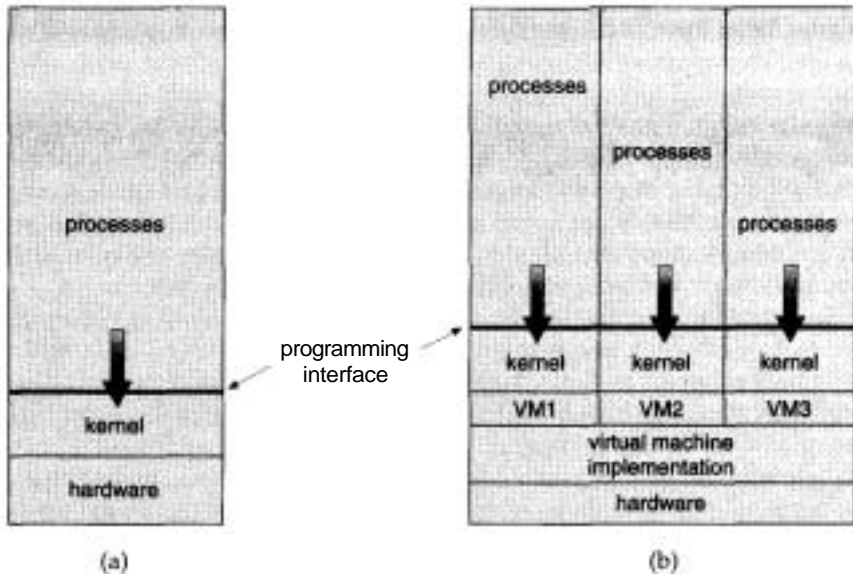 processes
kernel
hardware
(a)
programming
interface
processes
processes
processes
kernel
kernel
kernel
VM1
VM2
VM3
virtual machine
implementation
hardware
(b)